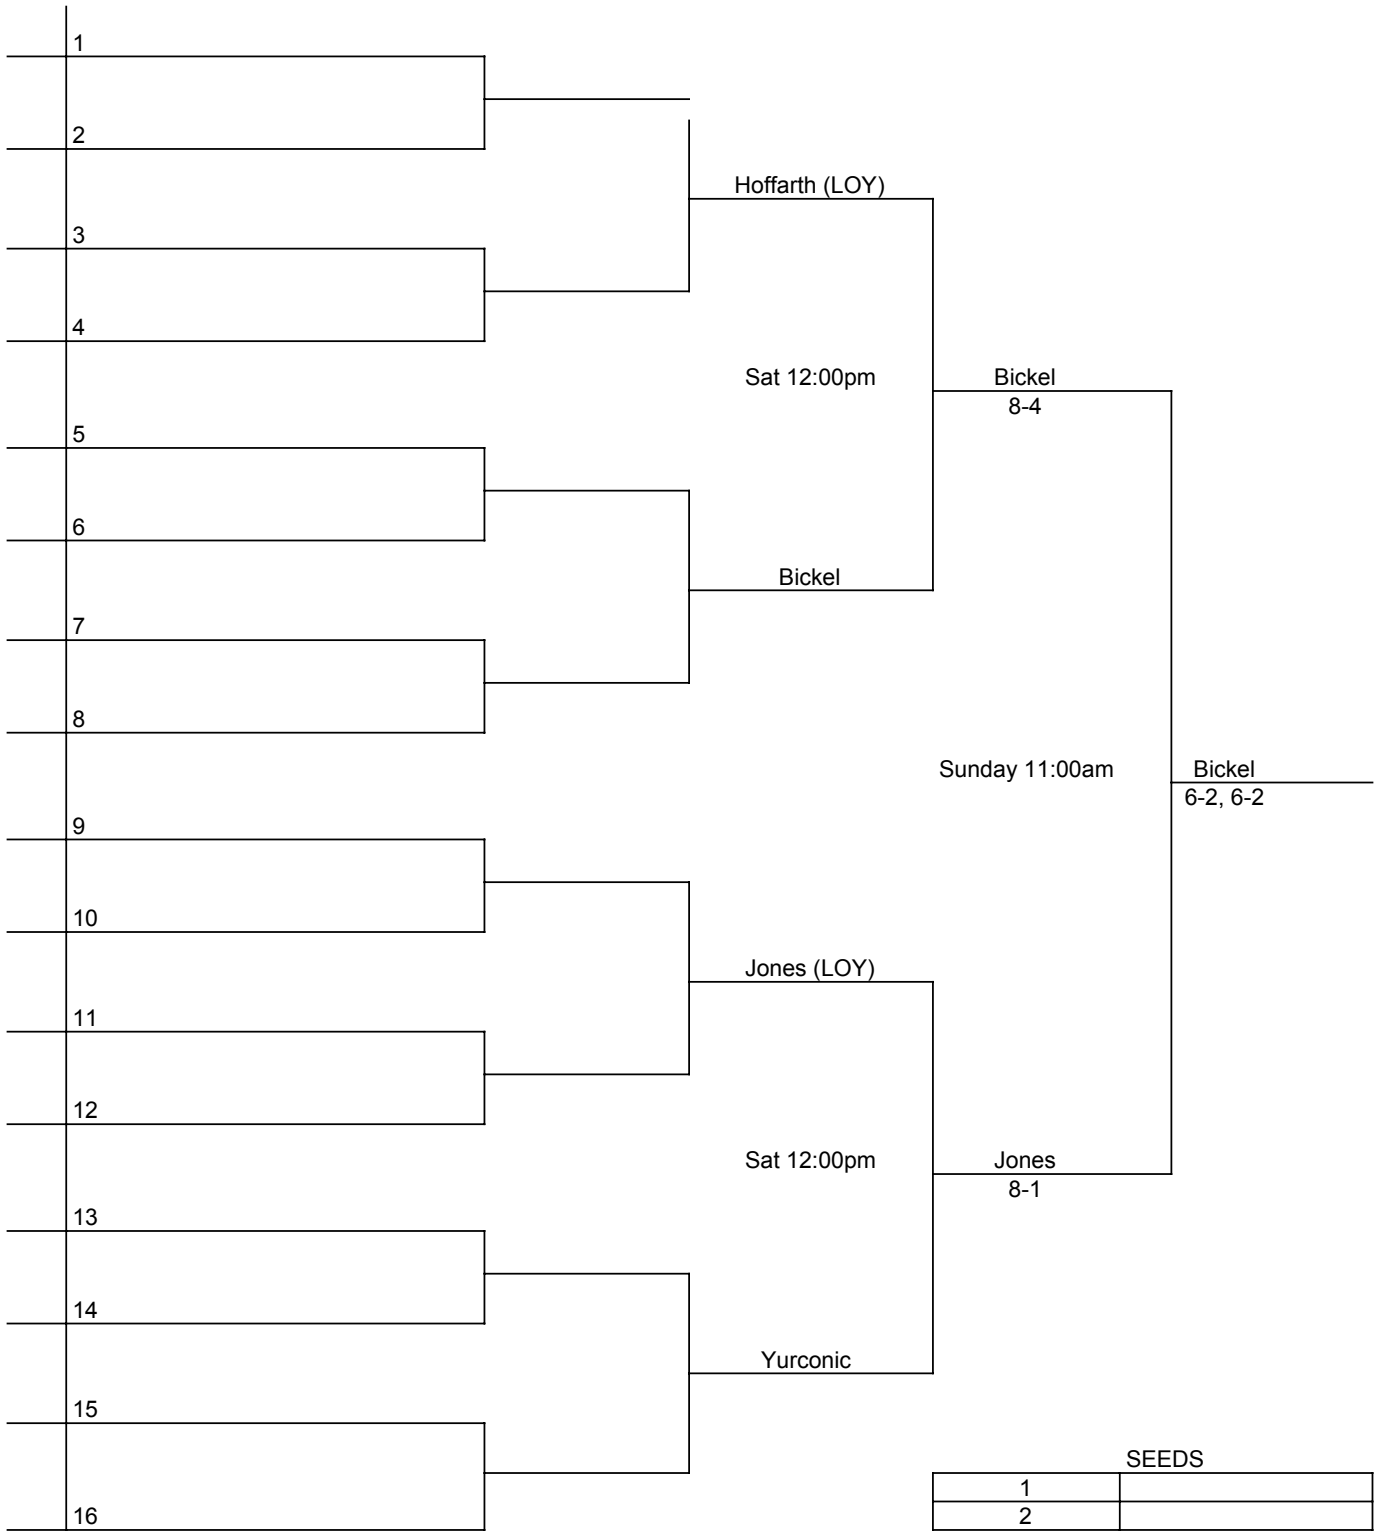 1
2
Hoffarth (LOY)
3
4
Sat 12:00pm
Bickel
8-4
5
6
Bickel
7
8
Sunday 11:00am
Bickel
6-2, 6-2
9
10
Jones (LOY)
11
12
Sat 12:00pm
Jones
8-1
13
14
Yurconic
15
SEEDS
1
2
16